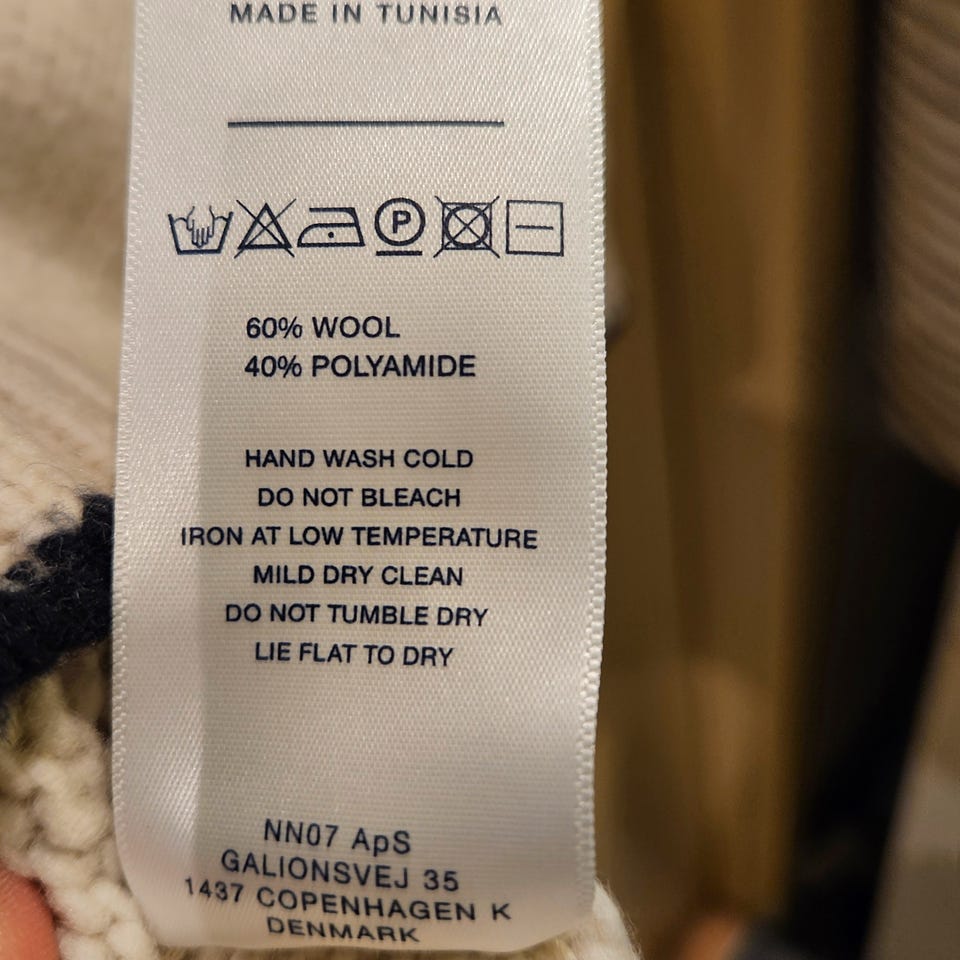 MADE IN TUNISIA
P
60% WOOL
40% POLYAMIDE
HAND WASH COLD
DO NOT BLEACH
IRON AT LOW TEMPERATURE
MILD DRY CLEAN
DO NOT TUMBLE DRY
LIE FLAT TO DRY
NN07 ApS
GALIONSVEJ 35
1437 COPENHAGEN K
DENMARK